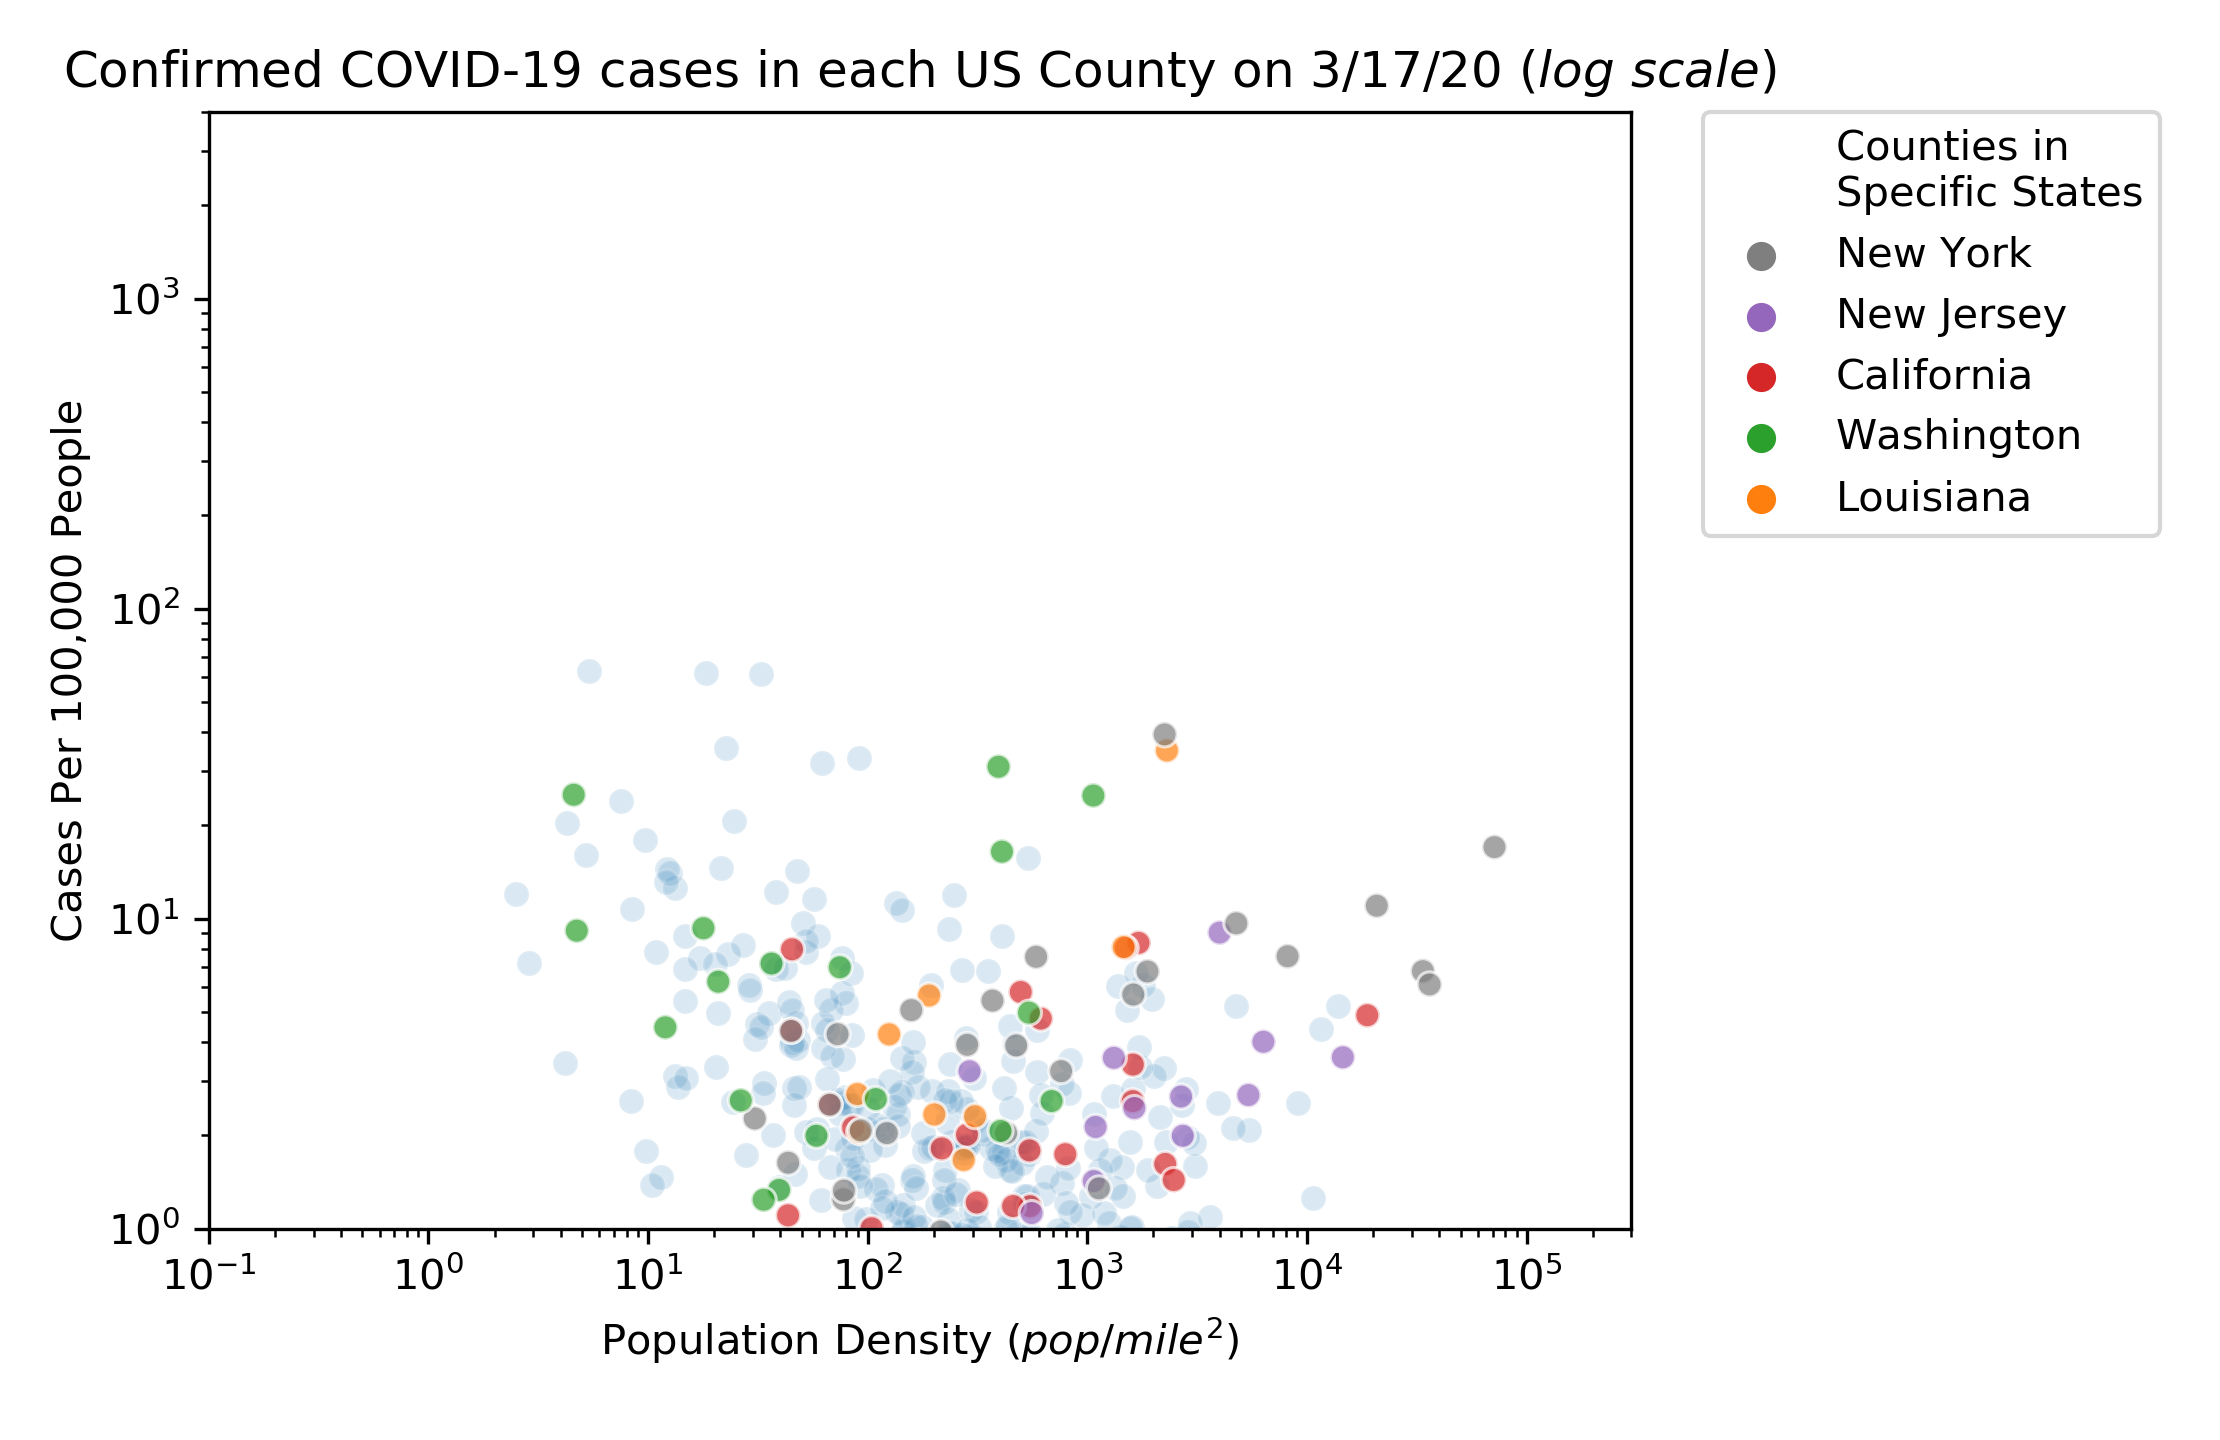 Confirmed COVID-19 cases in each US County on 3/17/20 (log scale)
Counties in
Specific States
New York
New Jersey
California
Washington
Louisiana
Cases Per 100,000 People
10³
10²
10¹
10⁰
10⁻¹ 10⁰ 10¹ 10² 10³ 10⁴ 10⁵
Population Density (pop/mile²)